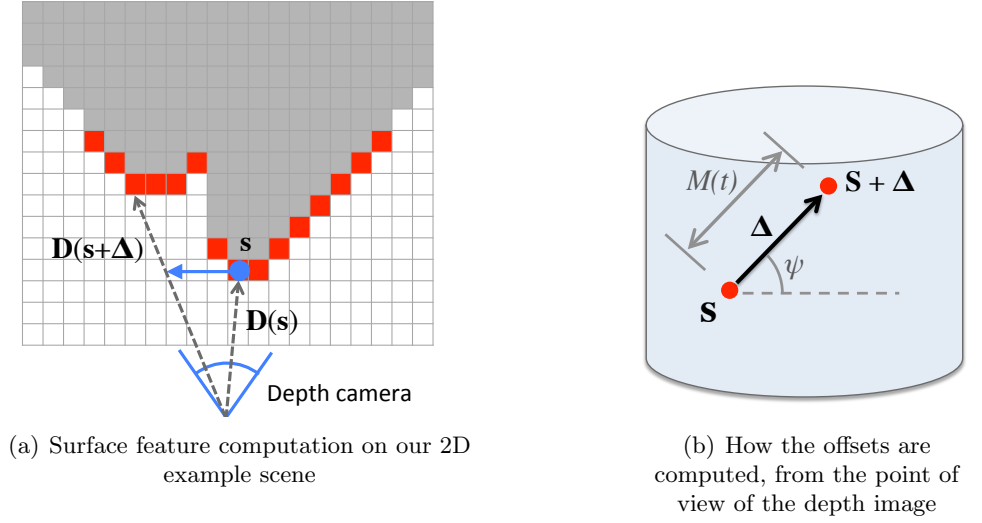 s
D(s+Δ)
D(s)
Depth camera
(a) Surface feature computation on our 2D
example scene
M(t)
S + Δ
Δ
ψ
s
(b) How the offsets are
computed, from the point of
view of the depth image